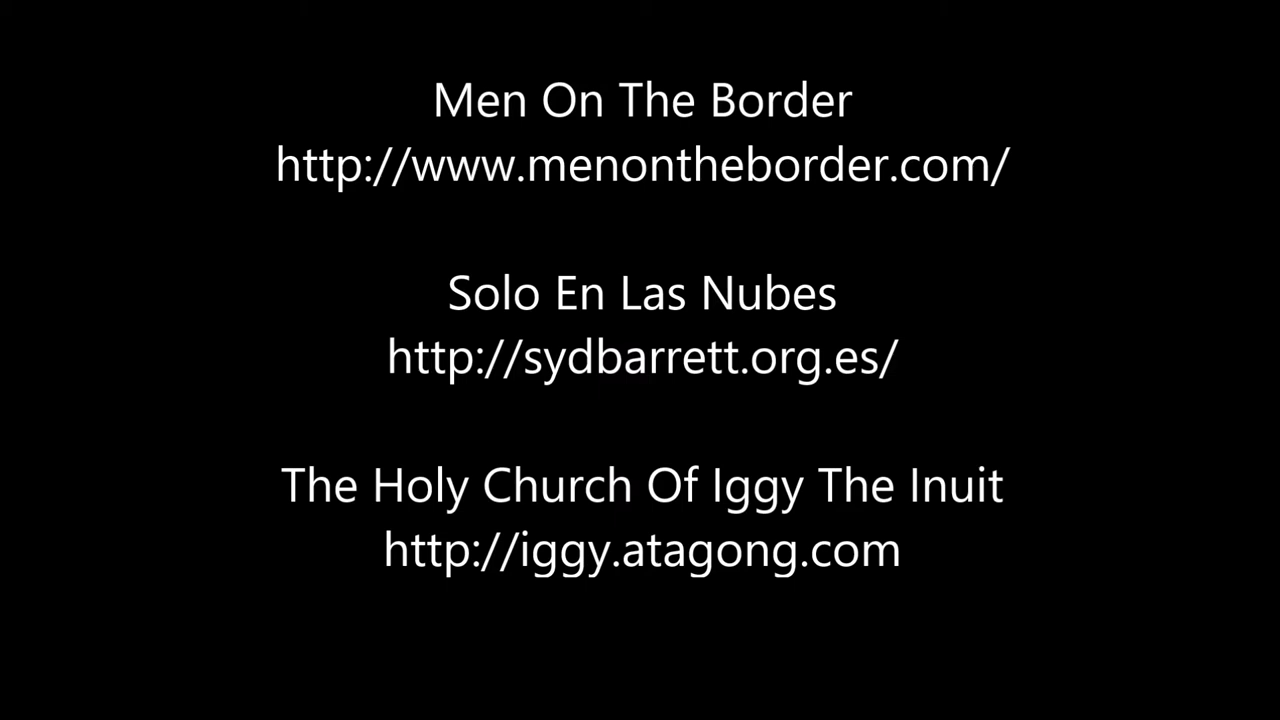 Men On The Border
http://www.menontheborder.com/
Solo En Las Nubes
http://sydbarrett.org.es/
The Holy Church Of Iggy The Inuit
http://iggy.atagong.com